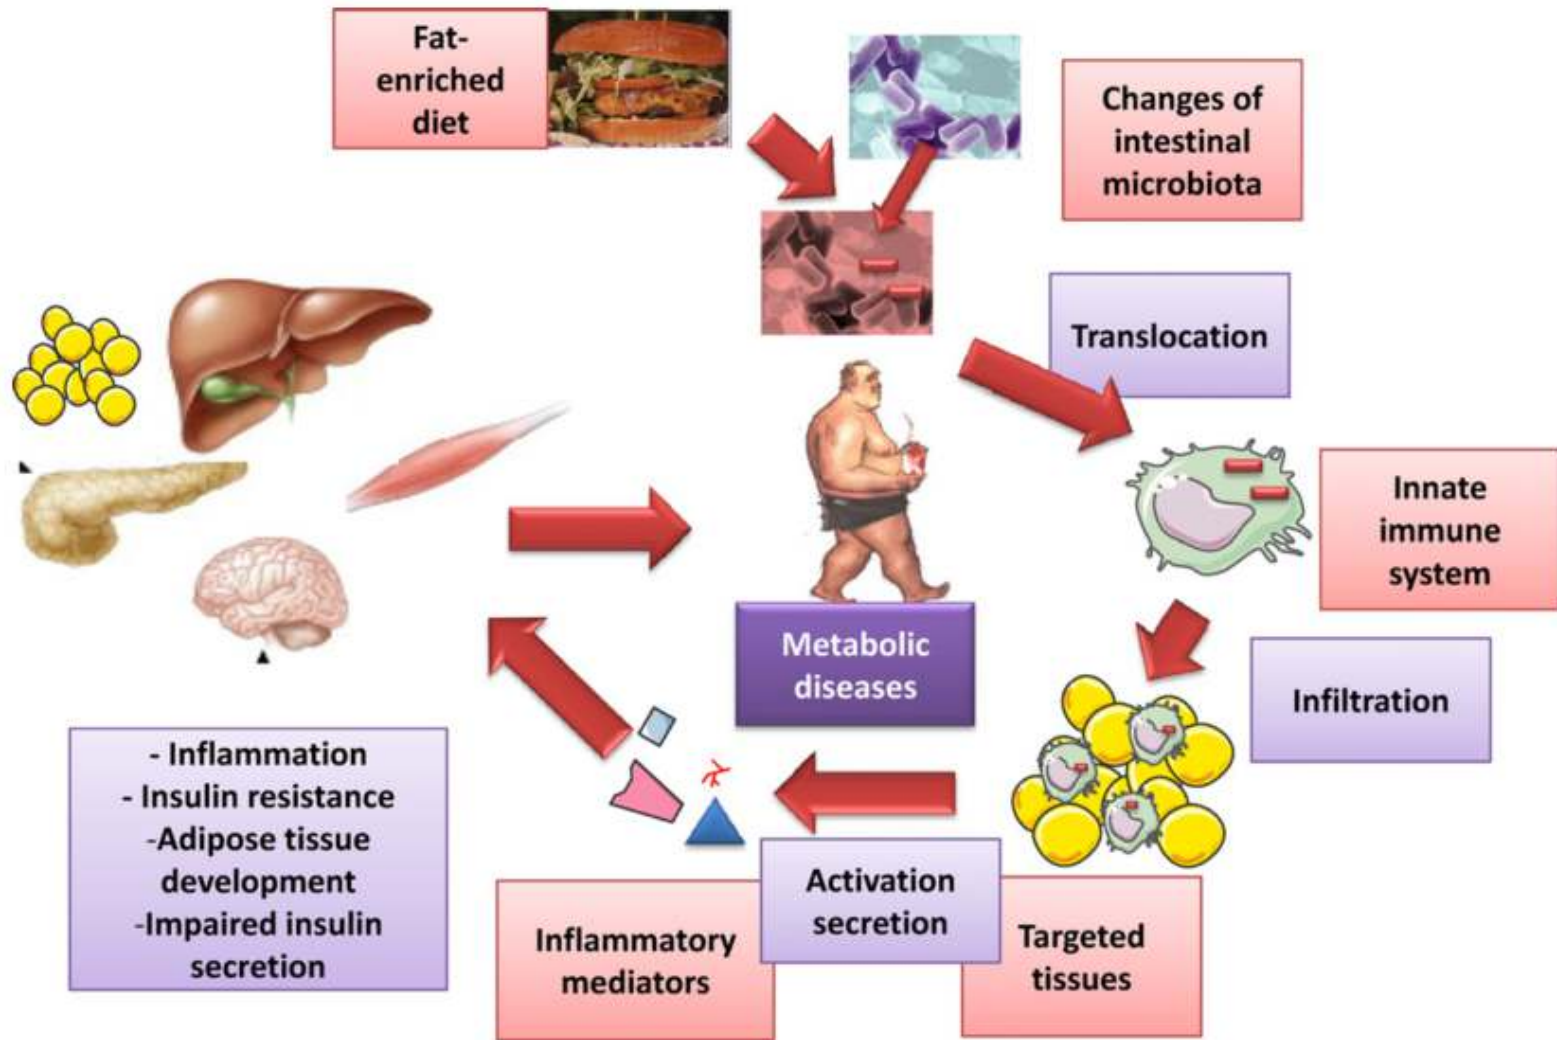 Fat-
enriched
diet
Changes of
intestinal
microbiota
Translocation
Innate
immune
system
Infiltration
Metabolic
diseases
- Inflammation
- Insulin resistance
-Adipose tissue
development
-Impaired insulin
secretion
Inflammatory
mediators
Activation
secretion
Targeted
tissues